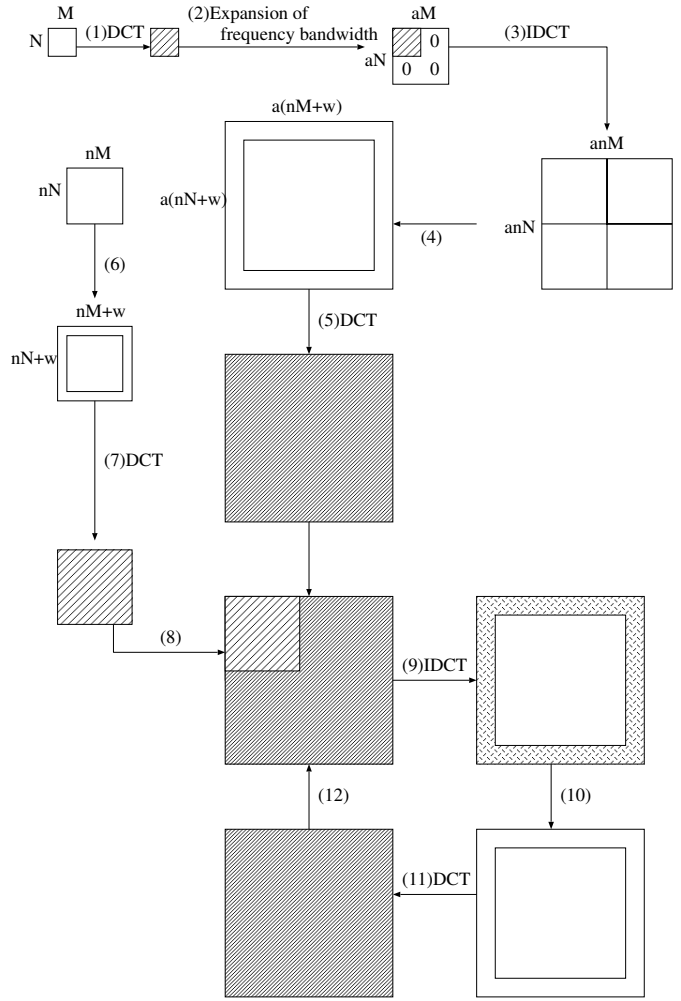 M
N
(1)DCT
(2)Expansion of
frequency bandwidth
aM
aN
0
0 0
(3)IDCT
a(nM+w)
a(nN+w)
anM
anN
(4)
nM
nN
(6)
(5)DCT
nM+w
nN+w
(7)DCT
(8)
(9)IDCT
(10)
(12)
(11)DCT